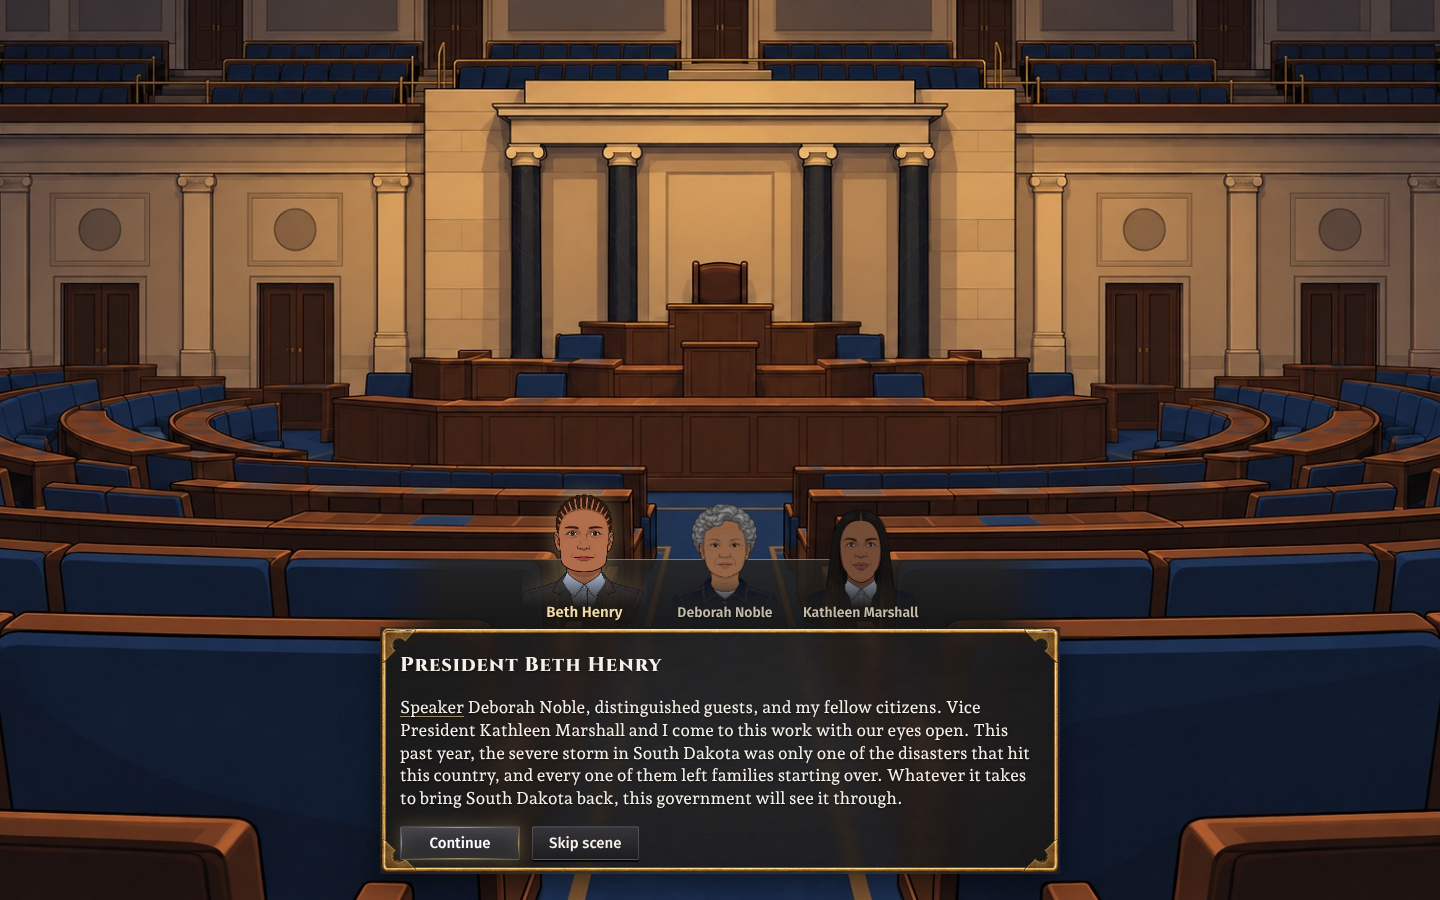 Beth Henry
Deborah Noble
Kathleen Marshall
President Beth Henry
Speaker Deborah Noble, distinguished guests, and my fellow citizens. Vice
President Kathleen Marshall and I come to this work with our eyes open. This
past year, the severe storm in South Dakota was only one of the disasters that hit
this country, and every one of them left families starting over. Whatever it takes
to bring South Dakota back, this government will see it through.
Continue
Skip scene